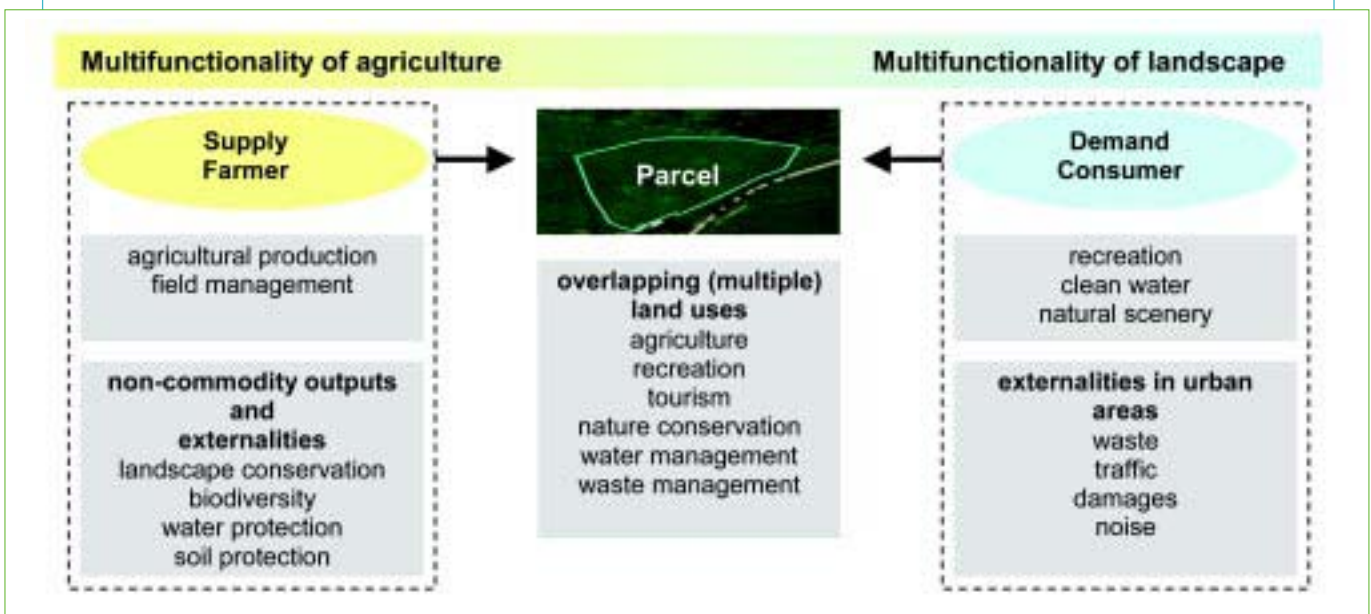 Multifunctionality of agriculture
Multifunctionality of landscape
Supply
Farmer
agricultural production
field management
non-commodity outputs
and
externalities
landscape conservation
biodiversity
water protection
soil protection
Parcel
overlapping (multiple)
land uses
agriculture
recreation
tourism
nature conservation
water management
waste management
Demand
Consumer
recreation
clean water
natural scenery
externalities in urban
areas
waste
traffic
damages
noise